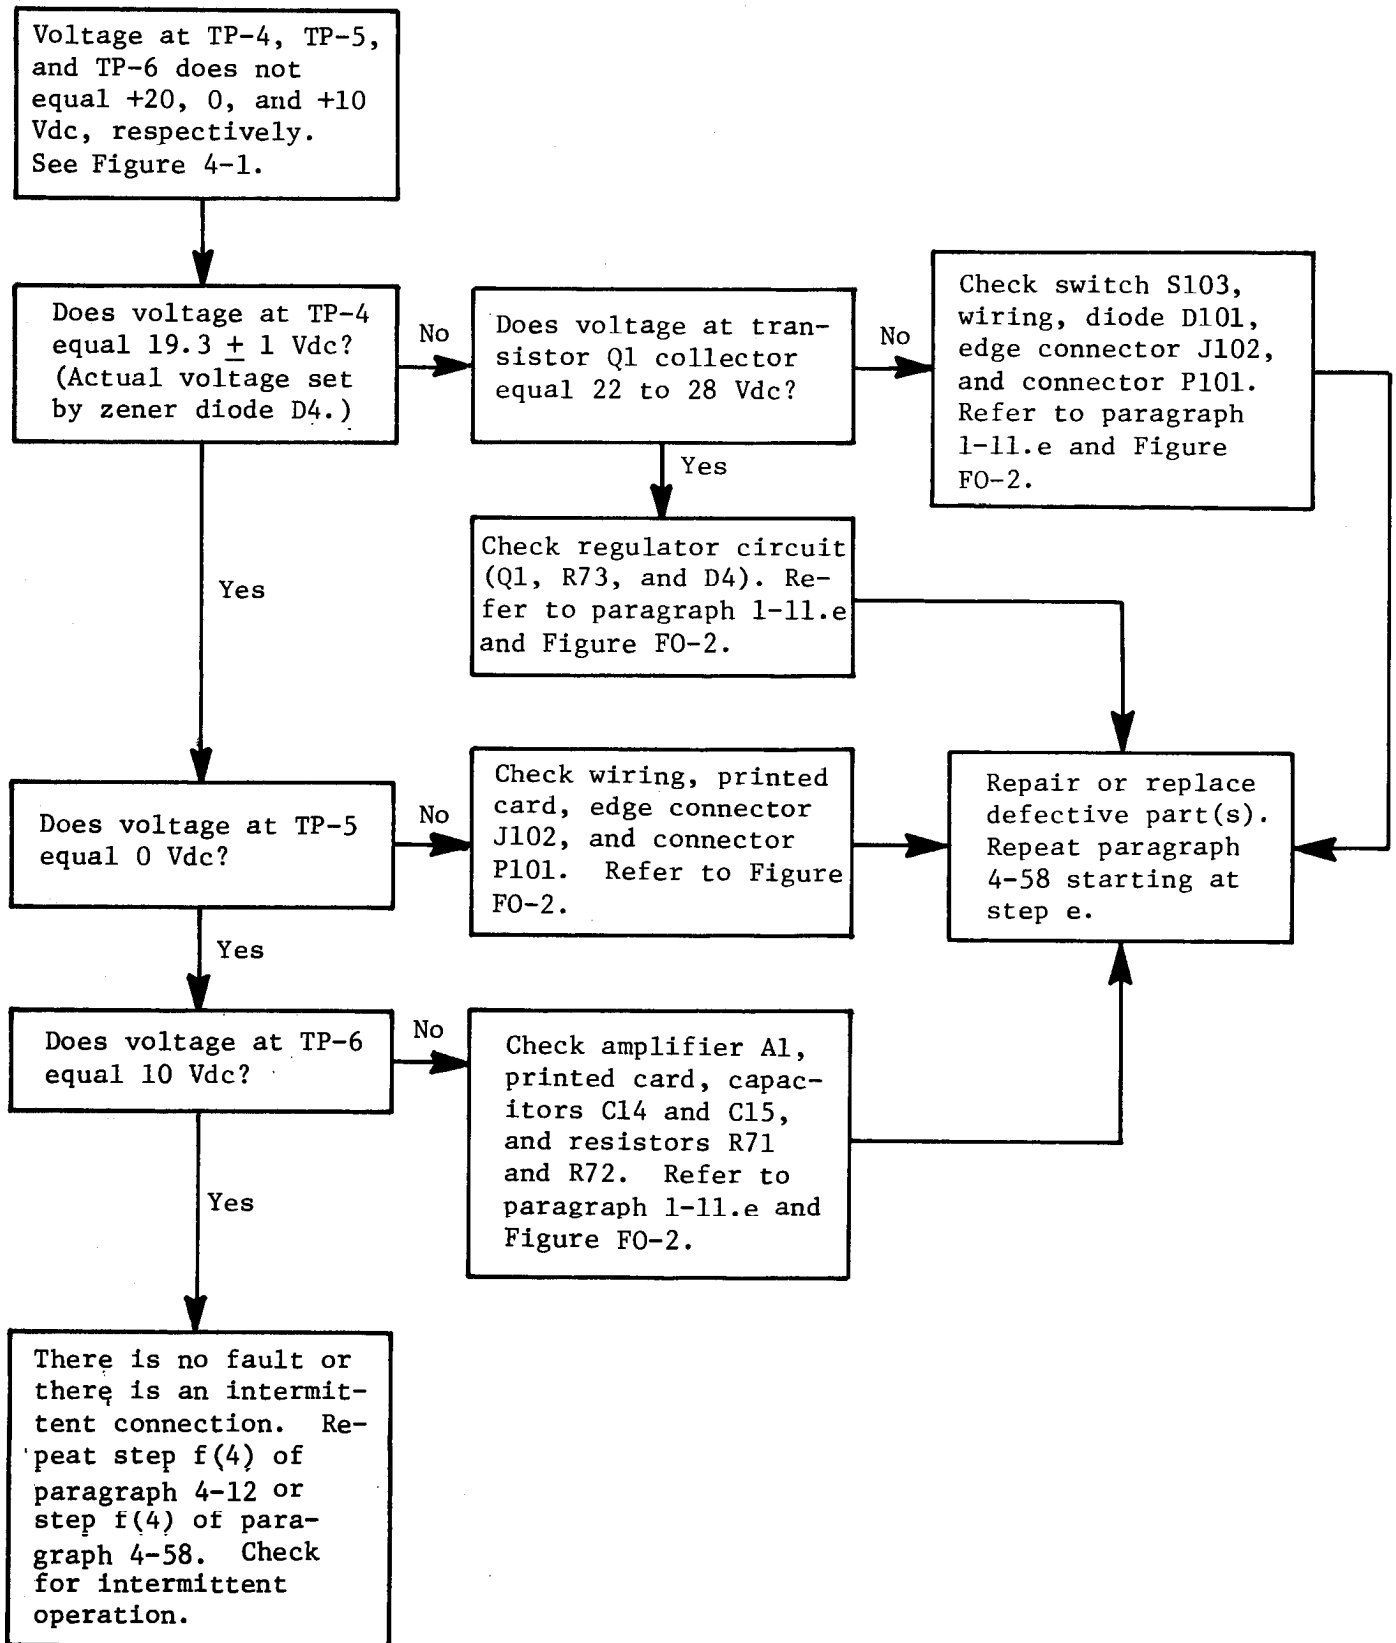 Voltage at TP-4, TP-5,
and TP-6 does not
equal +20, 0, and +10
Vdc, respectively.
See Figure 4-1.
Does voltage at TP-4
equal 19.3 ± 1 Vdc?
(Actual voltage set
by zener diode D4.)
No
Does voltage at tran-
sistor Q1 collector
equal 22 to 28 Vdc?
No
Check switch S103,
wiring, diode D101,
edge connector J102,
and connector P101.
Refer to paragraph
1-11.e and Figure
FO-2.
Yes
Check regulator circuit
(Q1, R73, and D4). Re-
fer to paragraph 1-11.e
and Figure FO-2.
Yes
Does voltage at TP-5
equal 0 Vdc?
No
Check wiring, printed
card, edge connector
J102, and connector
P101. Refer to Figure
FO-2.
Repair or replace
defective part(s).
Repeat paragraph
4-58 starting at
step e.
Yes
Does voltage at TP-6
equal 10 Vdc?
No
Check amplifier A1,
printed card, capac-
itors C14 and C15,
and resistors R71
and R72. Refer to
paragraph 1-11.e and
Figure FO-2.
Yes
There is no fault or
there is an intermit-
tent connection. Re-
peat step f(4) of
paragraph 4-12 or
step f(4) of para-
graph 4-58. Check
for intermittent
operation.